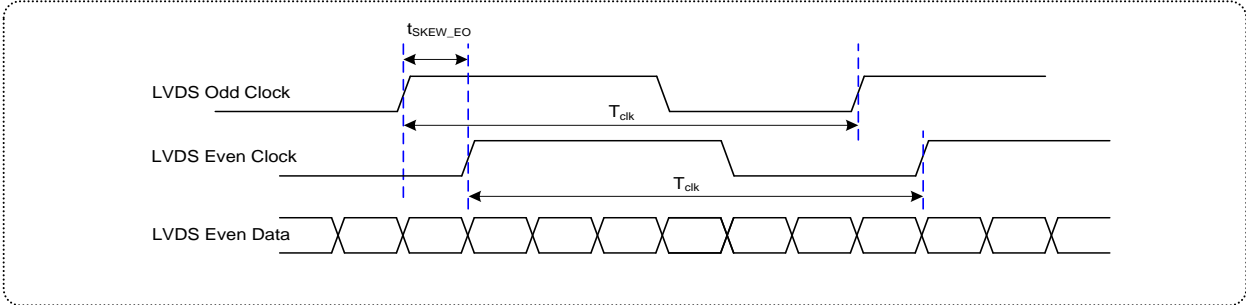 tSKEW_EO
LVDS Odd Clock
Tclk
LVDS Even Clock
Tclk
LVDS Even Data